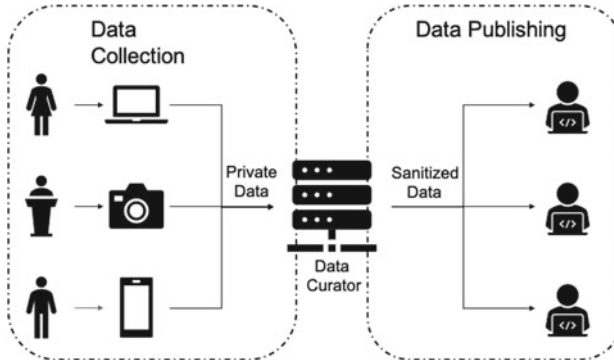 Data
Collection
Data Publishing
Private
Data
Sanitized
Data
Data
Curator
</>
</>
</>